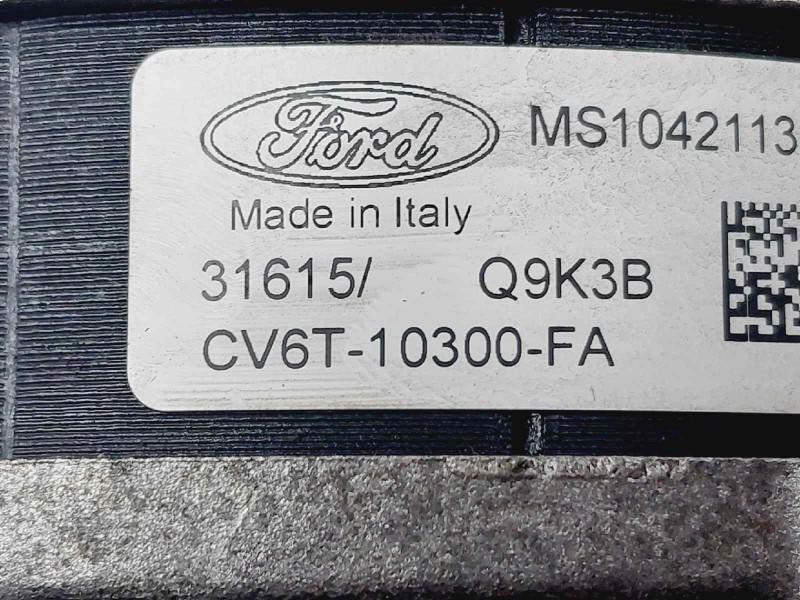 Ford
MS1042113
Made in Italy
31615/ Q9K3B
CV6T-10300-FA